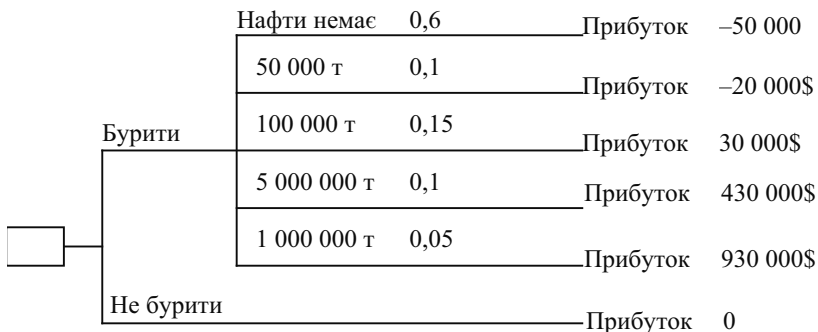 Нафти немає 0,6 Прибуток –50 000
50 000 т 0,1 Прибуток –20 000$
Бурити 100 000 т 0,15 Прибуток 30 000$
5 000 000 т 0,1 Прибуток 430 000$
1 000 000 т 0,05 Прибуток 930 000$
Не бурити Прибуток 0